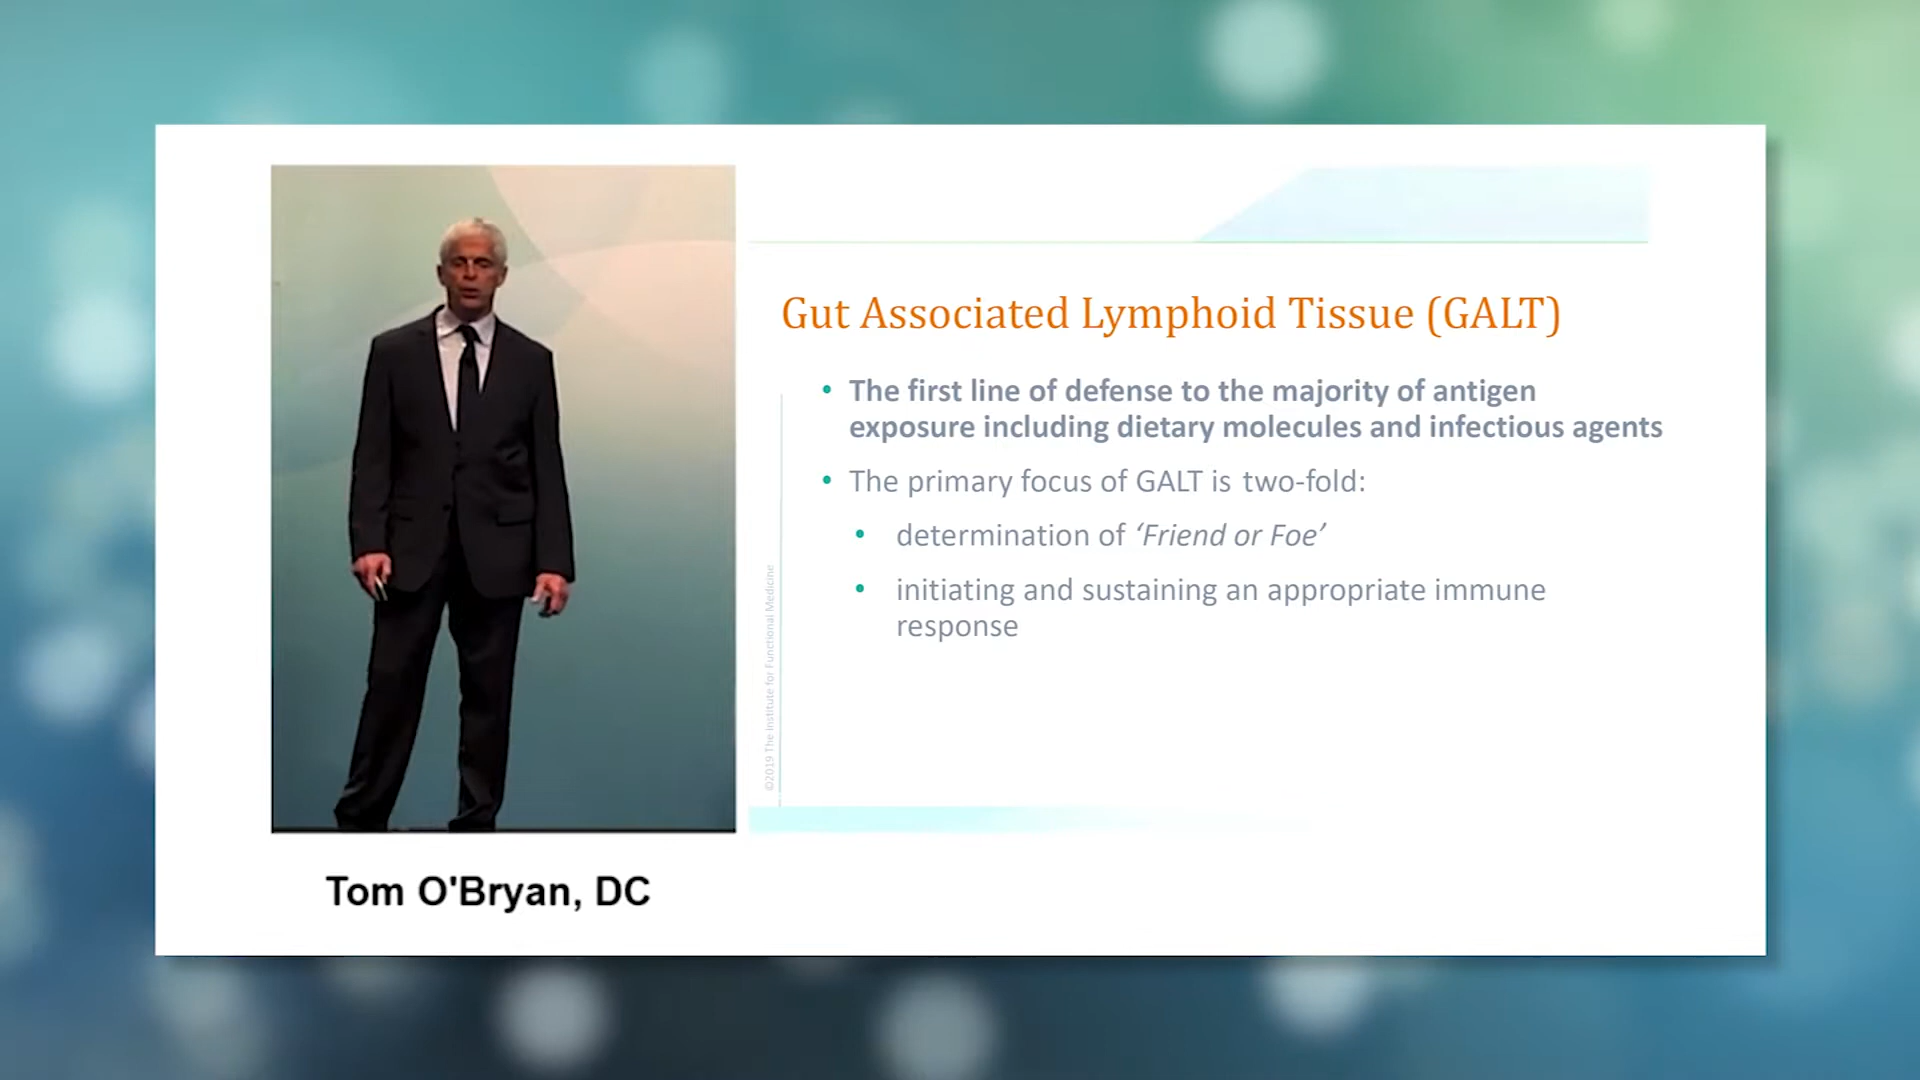 Gut Associated Lymphoid Tissue (GALT)
• The first line of defense to the majority of antigen
exposure including dietary molecules and infectious agents
• The primary focus of GALT is two-fold:
• determination of ‘Friend or Foe’
• initiating and sustaining an appropriate immune
response
©2019 The Institute for Functional Medicine
Tom O'Bryan, DC